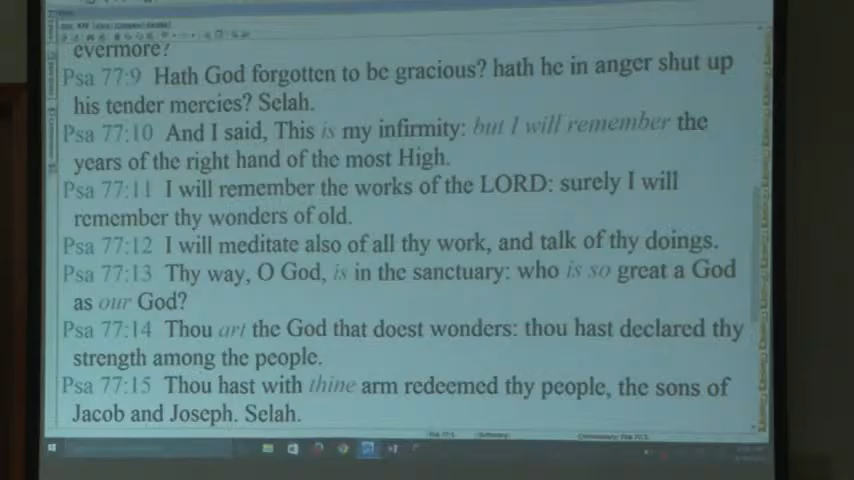 evermore?
Psa 77:9 Hath God forgotten to be gracious? hath he in anger shut up
his tender mercies? Selah.
Psa 77:10 And I said, This is my infirmity: but I will remember the
years of the right hand of the most High.
Psa 77:11 I will remember the works of the LORD: surely I will
remember thy wonders of old.
Psa 77:12 I will meditate also of all thy work, and talk of thy doings.
Psa 77:13 Thy way, O God, is in the sanctuary: who is so great a God
as our God?
Psa 77:14 Thou art the God that doest wonders: thou hast declared thy
strength among the people.
Psa 77:15 Thou hast with thine arm redeemed thy people, the sons of
Jacob and Joseph. Selah.